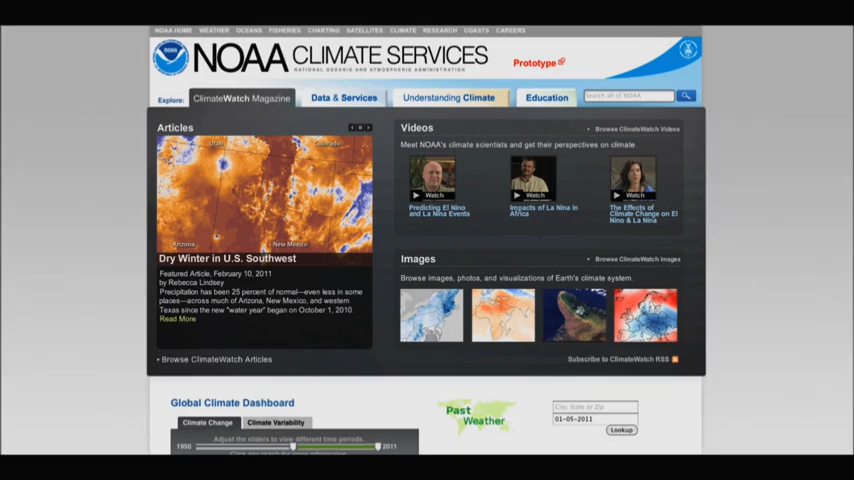 NOAA HOME WEATHER OCEANS FISHERIES CHARTING SATELLITES CLIMATE RESEARCH COASTS CAREERS
NOAA CLIMATE SERVICES
NATIONAL OCEANIC AND ATMOSPHERIC ADMINISTRATION
Prototype
Explore:
ClimateWatch Magazine
Data & Services
Understanding Climate
Education
Search all of NOAA
Articles
Utah
Colorado
Arizona
New Mexico
Dry Winter in U.S. Southwest
Featured Article, February 10, 2011
by Rebecca Lindsey
Precipitation has been 25 percent of normal—even less in some
places—across much of Arizona, New Mexico, and western
Texas since the new "water year" began on October 1, 2010.
Read More
Browse ClimateWatch Articles
Videos
Browse ClimateWatch Videos
Meet NOAA's climate scientists and get their perspectives on climate.
Watch
Watch
Watch
Predicting El Nino
and La Nina Events
Impacts of La Nina in
Africa
The Effects of
Climate Change on El
Nino & La Nina
Images
Browse ClimateWatch Images
Browse images, photos, and visualizations of Earth's climate system.
Subscribe to ClimateWatch RSS
Global Climate Dashboard
Climate Change
Climate Variability
Adjust the sliders to view different time periods.
1950
2011
Past
Weather
City, State or Zip
01-05-2011
Lookup